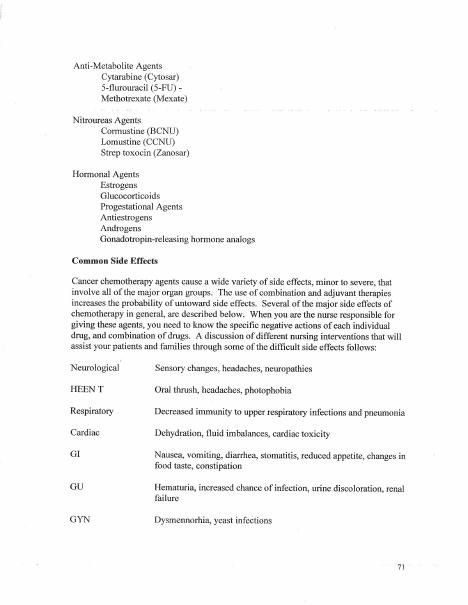 Anti-Metabolite Agents
Cytarabine (Cytosar)
5-flurouracil (5-FU) -
Methotrexate (Mexate)
Nitroureas Agents
Cormustine (BCNU)
Lomustine (CCNU)
Strep toxocin (Zanosar)
Hormonal Agents
Estrogens
Glucocorticoids
Progestational Agents
Antiestrogens
Androgens
Gonadotropin-releasing hormone analogs
Common Side Effects
Cancer chemotherapy agents cause a wide variety of side effects, minor to severe, that
involve all of the major organ groups. The use of combination and adjuvant therapies
increases the probability of untoward side effects. Several of the major side effects of
chemotherapy in general, are described below. When you are the nurse responsible for
giving these agents, you need to know the specific negative actions of each individual
drug, and combination of drugs. A discussion of different nursing interventions that will
assist your patients and families through some of the difficult side effects follows:
Neurological Sensory changes, headaches, neuropathies
HEEN T Oral thrush, headaches, photophobia
Respiratory Decreased immunity to upper respiratory infections and pneumonia
Cardiac Dehydration, fluid imbalances, cardiac toxicity
GI Nausea, vomiting, diarrhea, stomatitis, reduced appetite, changes in
food taste, constipation
GU Hematuria, increased chance of infection, urine discoloration, renal
failure
GYN Dysmennorhia, yeast infections
71